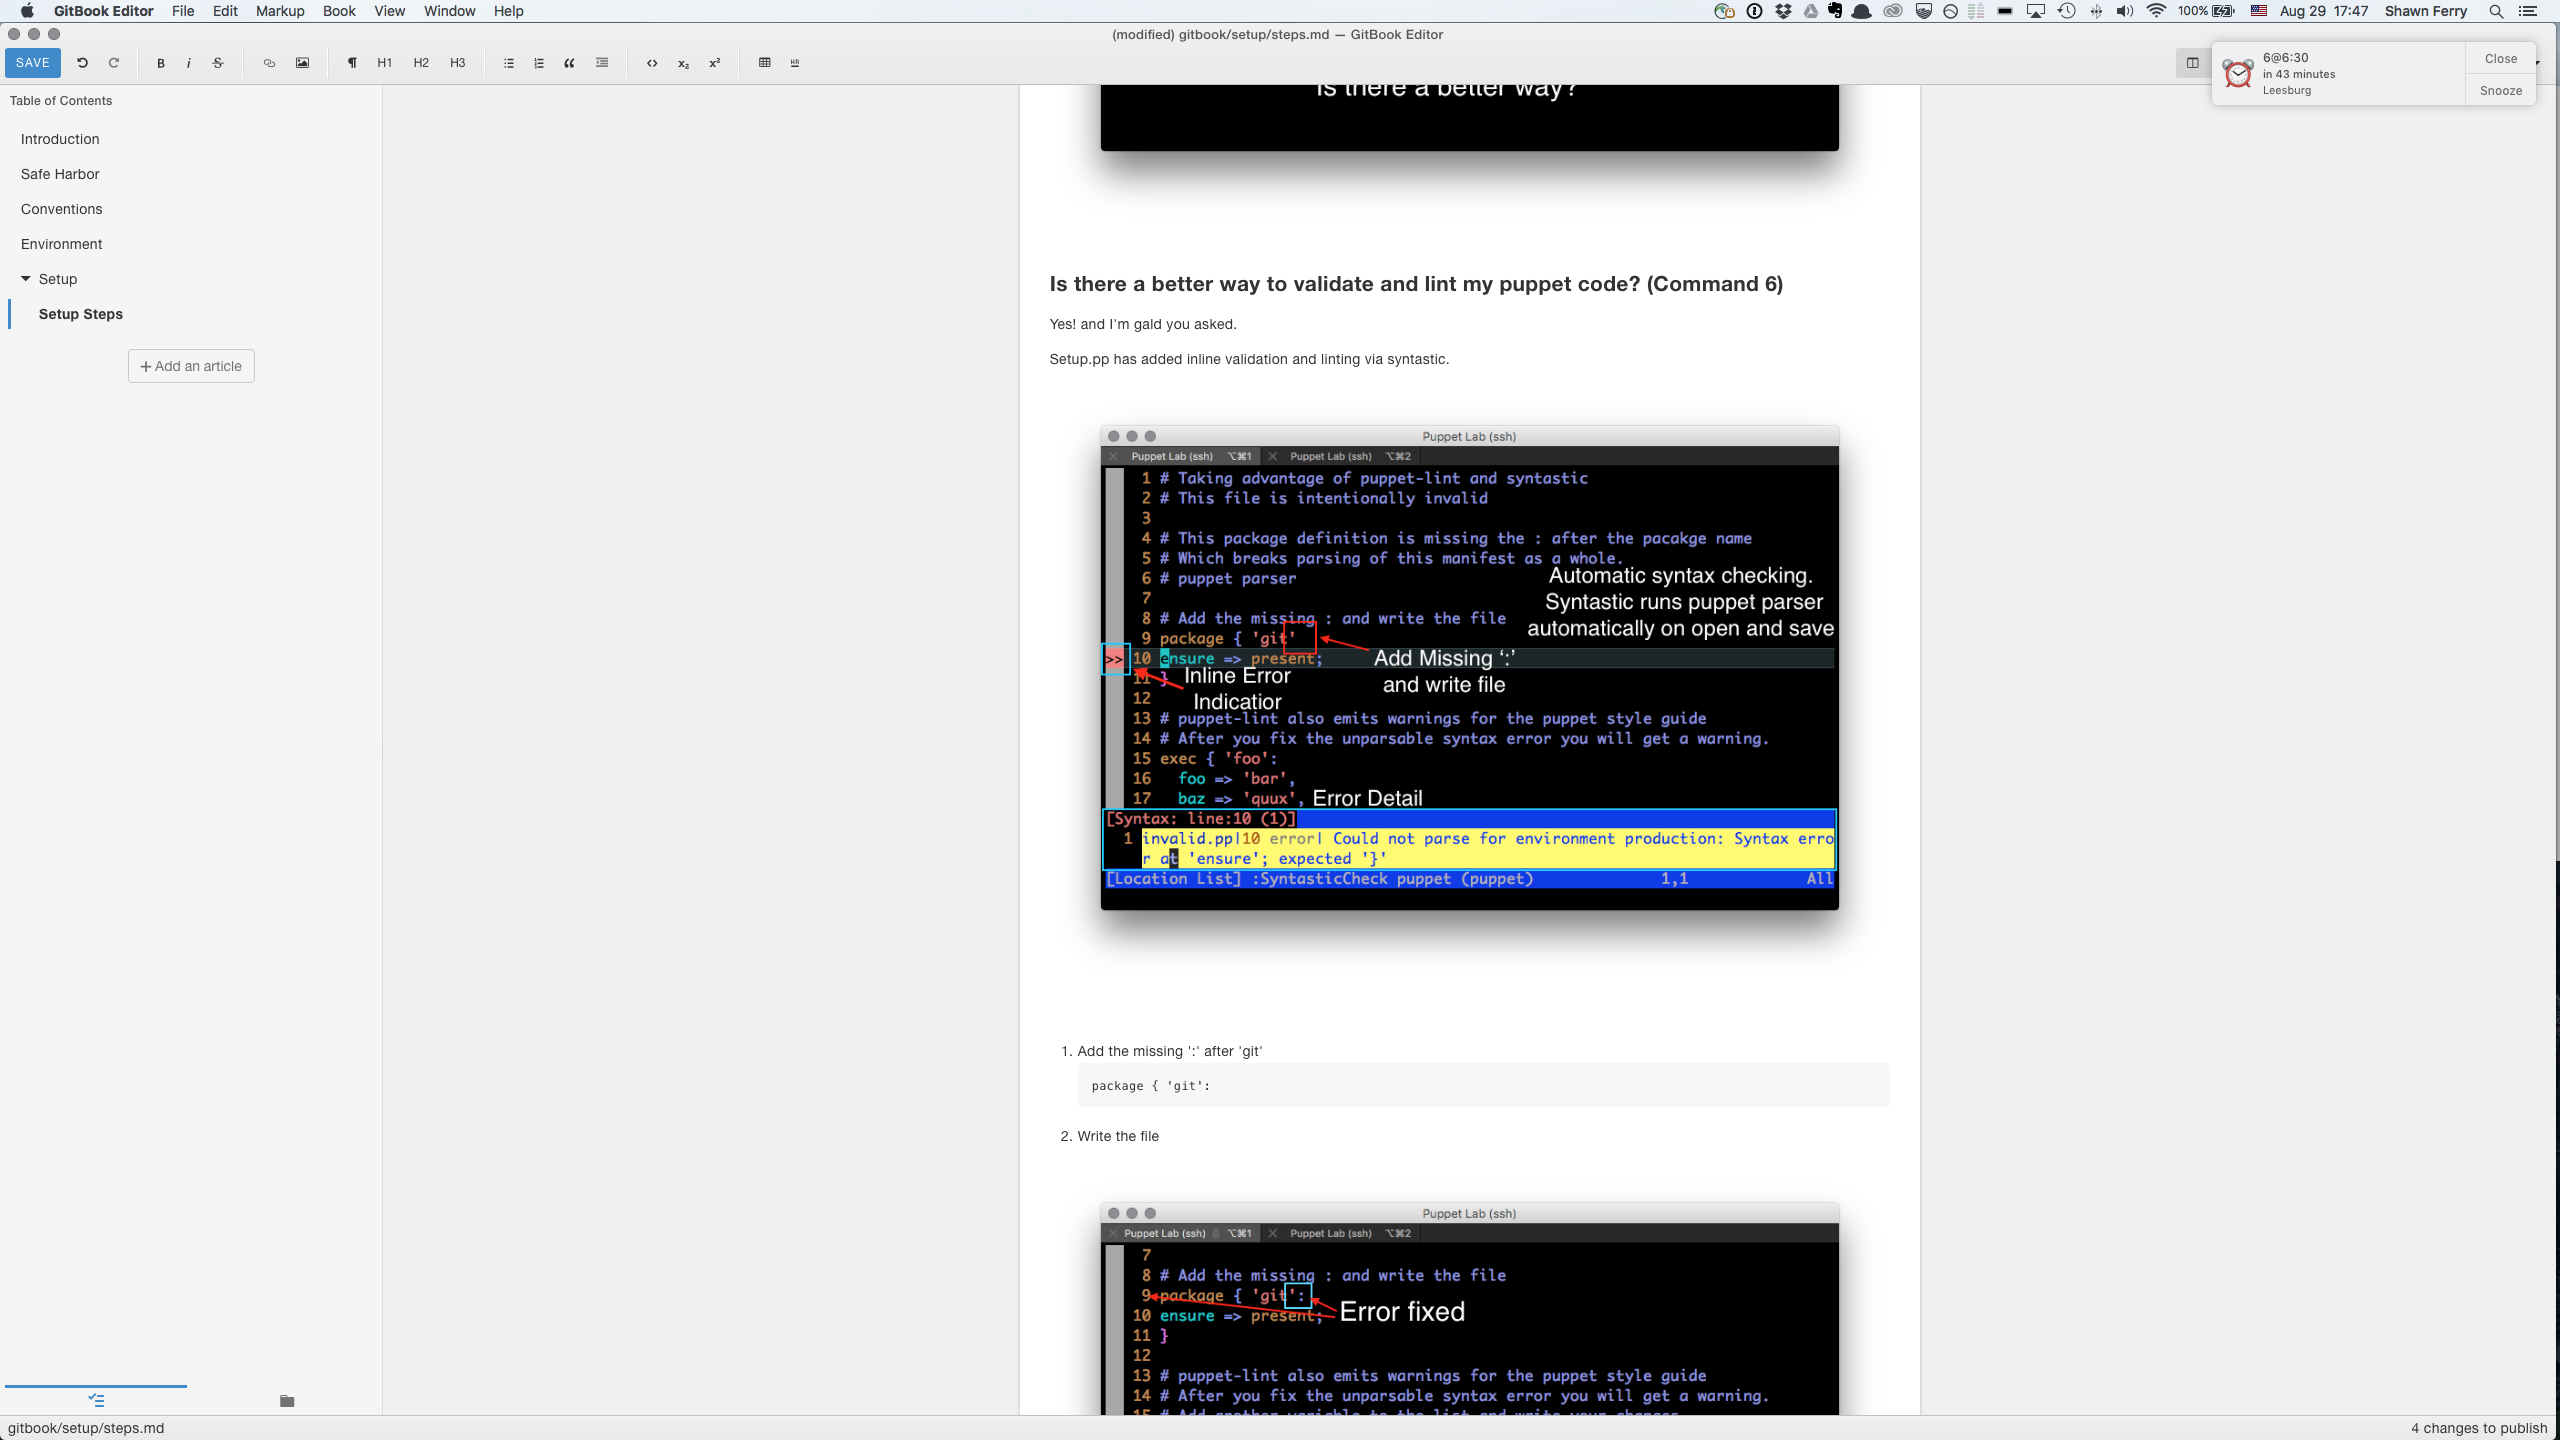 GitBook Editor File Edit Markup Book View Window Help 100% Aug 29 17:47 Shawn Ferry
(modified) gitbook/setup/steps.md — GitBook Editor
SAVE B i S H1 H2 H3 x₂ x² HR
6@6:30
in 43 minutes
Leesburg
Close
Snooze
Table of Contents
Introduction
Safe Harbor
Conventions
Environment
Setup
Setup Steps
+ Add an article
Is there a better way?
Is there a better way to validate and lint my puppet code? (Command 6)
Yes! and I'm gald you asked.
Setup.pp has added inline validation and linting via syntastic.
Puppet Lab (ssh)
Puppet Lab (ssh) ⌥⌘1 Puppet Lab (ssh) ⌥⌘2
1 # Taking advantage of puppet-lint and syntastic
2 # This file is intentionally invalid
3
4 # This package definition is missing the : after the pacakge name
5 # Which breaks parsing of this manifest as a whole.
6 # puppet parser
7
8 # Add the missing : and write the file
9 package { 'git'
>> 10 ensure => present;
11 }
12
13 # puppet-lint also emits warnings for the puppet style guide
14 # After you fix the unparsable syntax error you will get a warning.
15 exec { 'foo':
16 foo => 'bar',
17 baz => 'quux',
Automatic syntax checking.
Syntastic runs puppet parser
automatically on open and save
Add Missing ‘:’
and write file
Inline Error
Indicatior
Error Detail
[Syntax: line:10 (1)]
1 invalid.pp|10 error| Could not parse for environment production: Syntax erro
r at 'ensure'; expected '}'
[Location List] :SyntasticCheck puppet (puppet) 1,1 All
1. Add the missing ':' after 'git'
package { 'git':
2. Write the file
Puppet Lab (ssh)
Puppet Lab (ssh) ⌥⌘1 Puppet Lab (ssh) ⌥⌘2
7
8 # Add the missing : and write the file
9 package { 'git':
10 ensure => present;
11 }
12
13 # puppet-lint also emits warnings for the puppet style guide
14 # After you fix the unparsable syntax error you will get a warning.
15 # Add another variable to the list and write your changes
Error fixed
gitbook/setup/steps.md
4 changes to publish